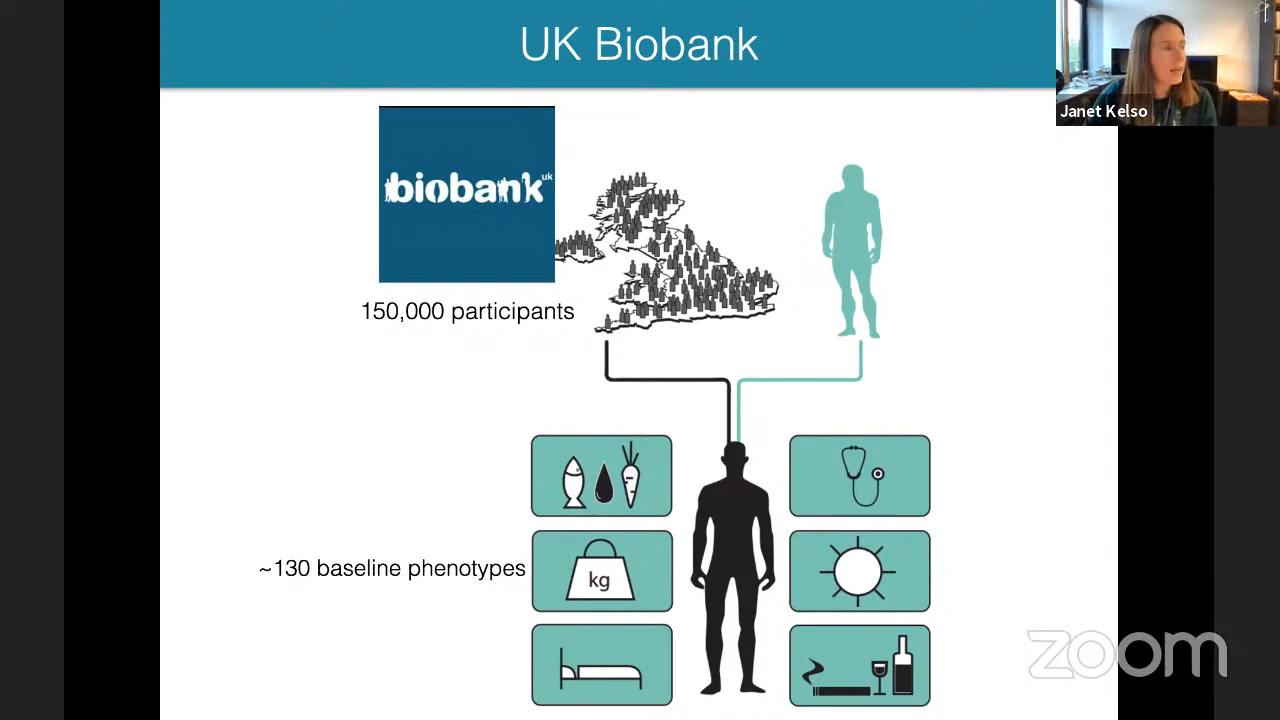 UK Biobank
Janet Kelso
biobank uk
150,000 participants
~130 baseline phenotypes
kg
zoom